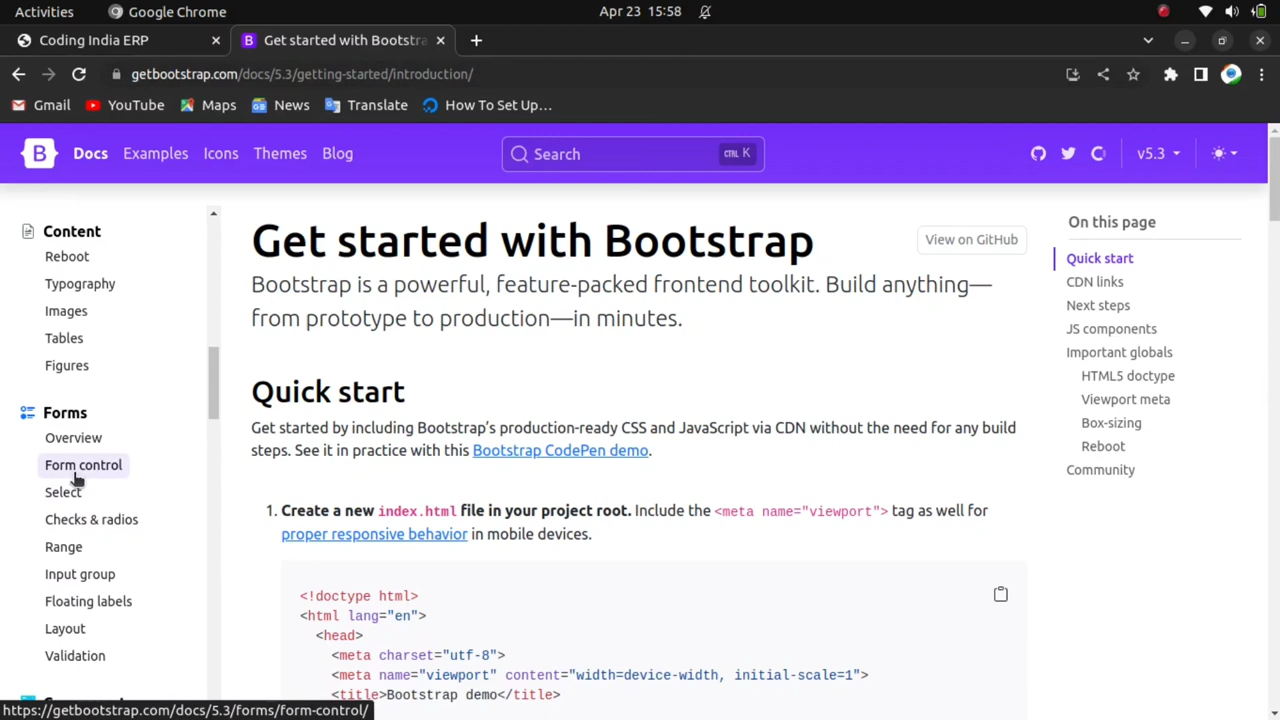 Activities Google Chrome Apr 23 15:58
Coding India ERP Get started with Bootstra
getbootstrap.com/docs/5.3/getting-started/introduction/
Gmail YouTube Maps News Translate How To Set Up...
B Docs Examples Icons Themes Blog Search CTRL K v5.3
Content
Reboot
Typography
Images
Tables
Figures
Forms
Overview
Form control
Select
Checks & radios
Range
Input group
Floating labels
Layout
Validation
Get started with Bootstrap
View on GitHub
Bootstrap is a powerful, feature-packed frontend toolkit. Build anything—
from prototype to production—in minutes.
Quick start
Get started by including Bootstrap's production-ready CSS and JavaScript via CDN without the need for any build
steps. See it in practice with this Bootstrap CodePen demo.
1. Create a new index.html file in your project root. Include the <meta name="viewport"> tag as well for
proper responsive behavior in mobile devices.
<!doctype html>
<html lang="en">
<head>
<meta charset="utf-8">
<meta name="viewport" content="width=device-width, initial-scale=1">
<title>Bootstrap demo</title>
On this page
Quick start
CDN links
Next steps
JS components
Important globals
HTML5 doctype
Viewport meta
Box-sizing
Reboot
Community
https://getbootstrap.com/docs/5.3/forms/form-control/